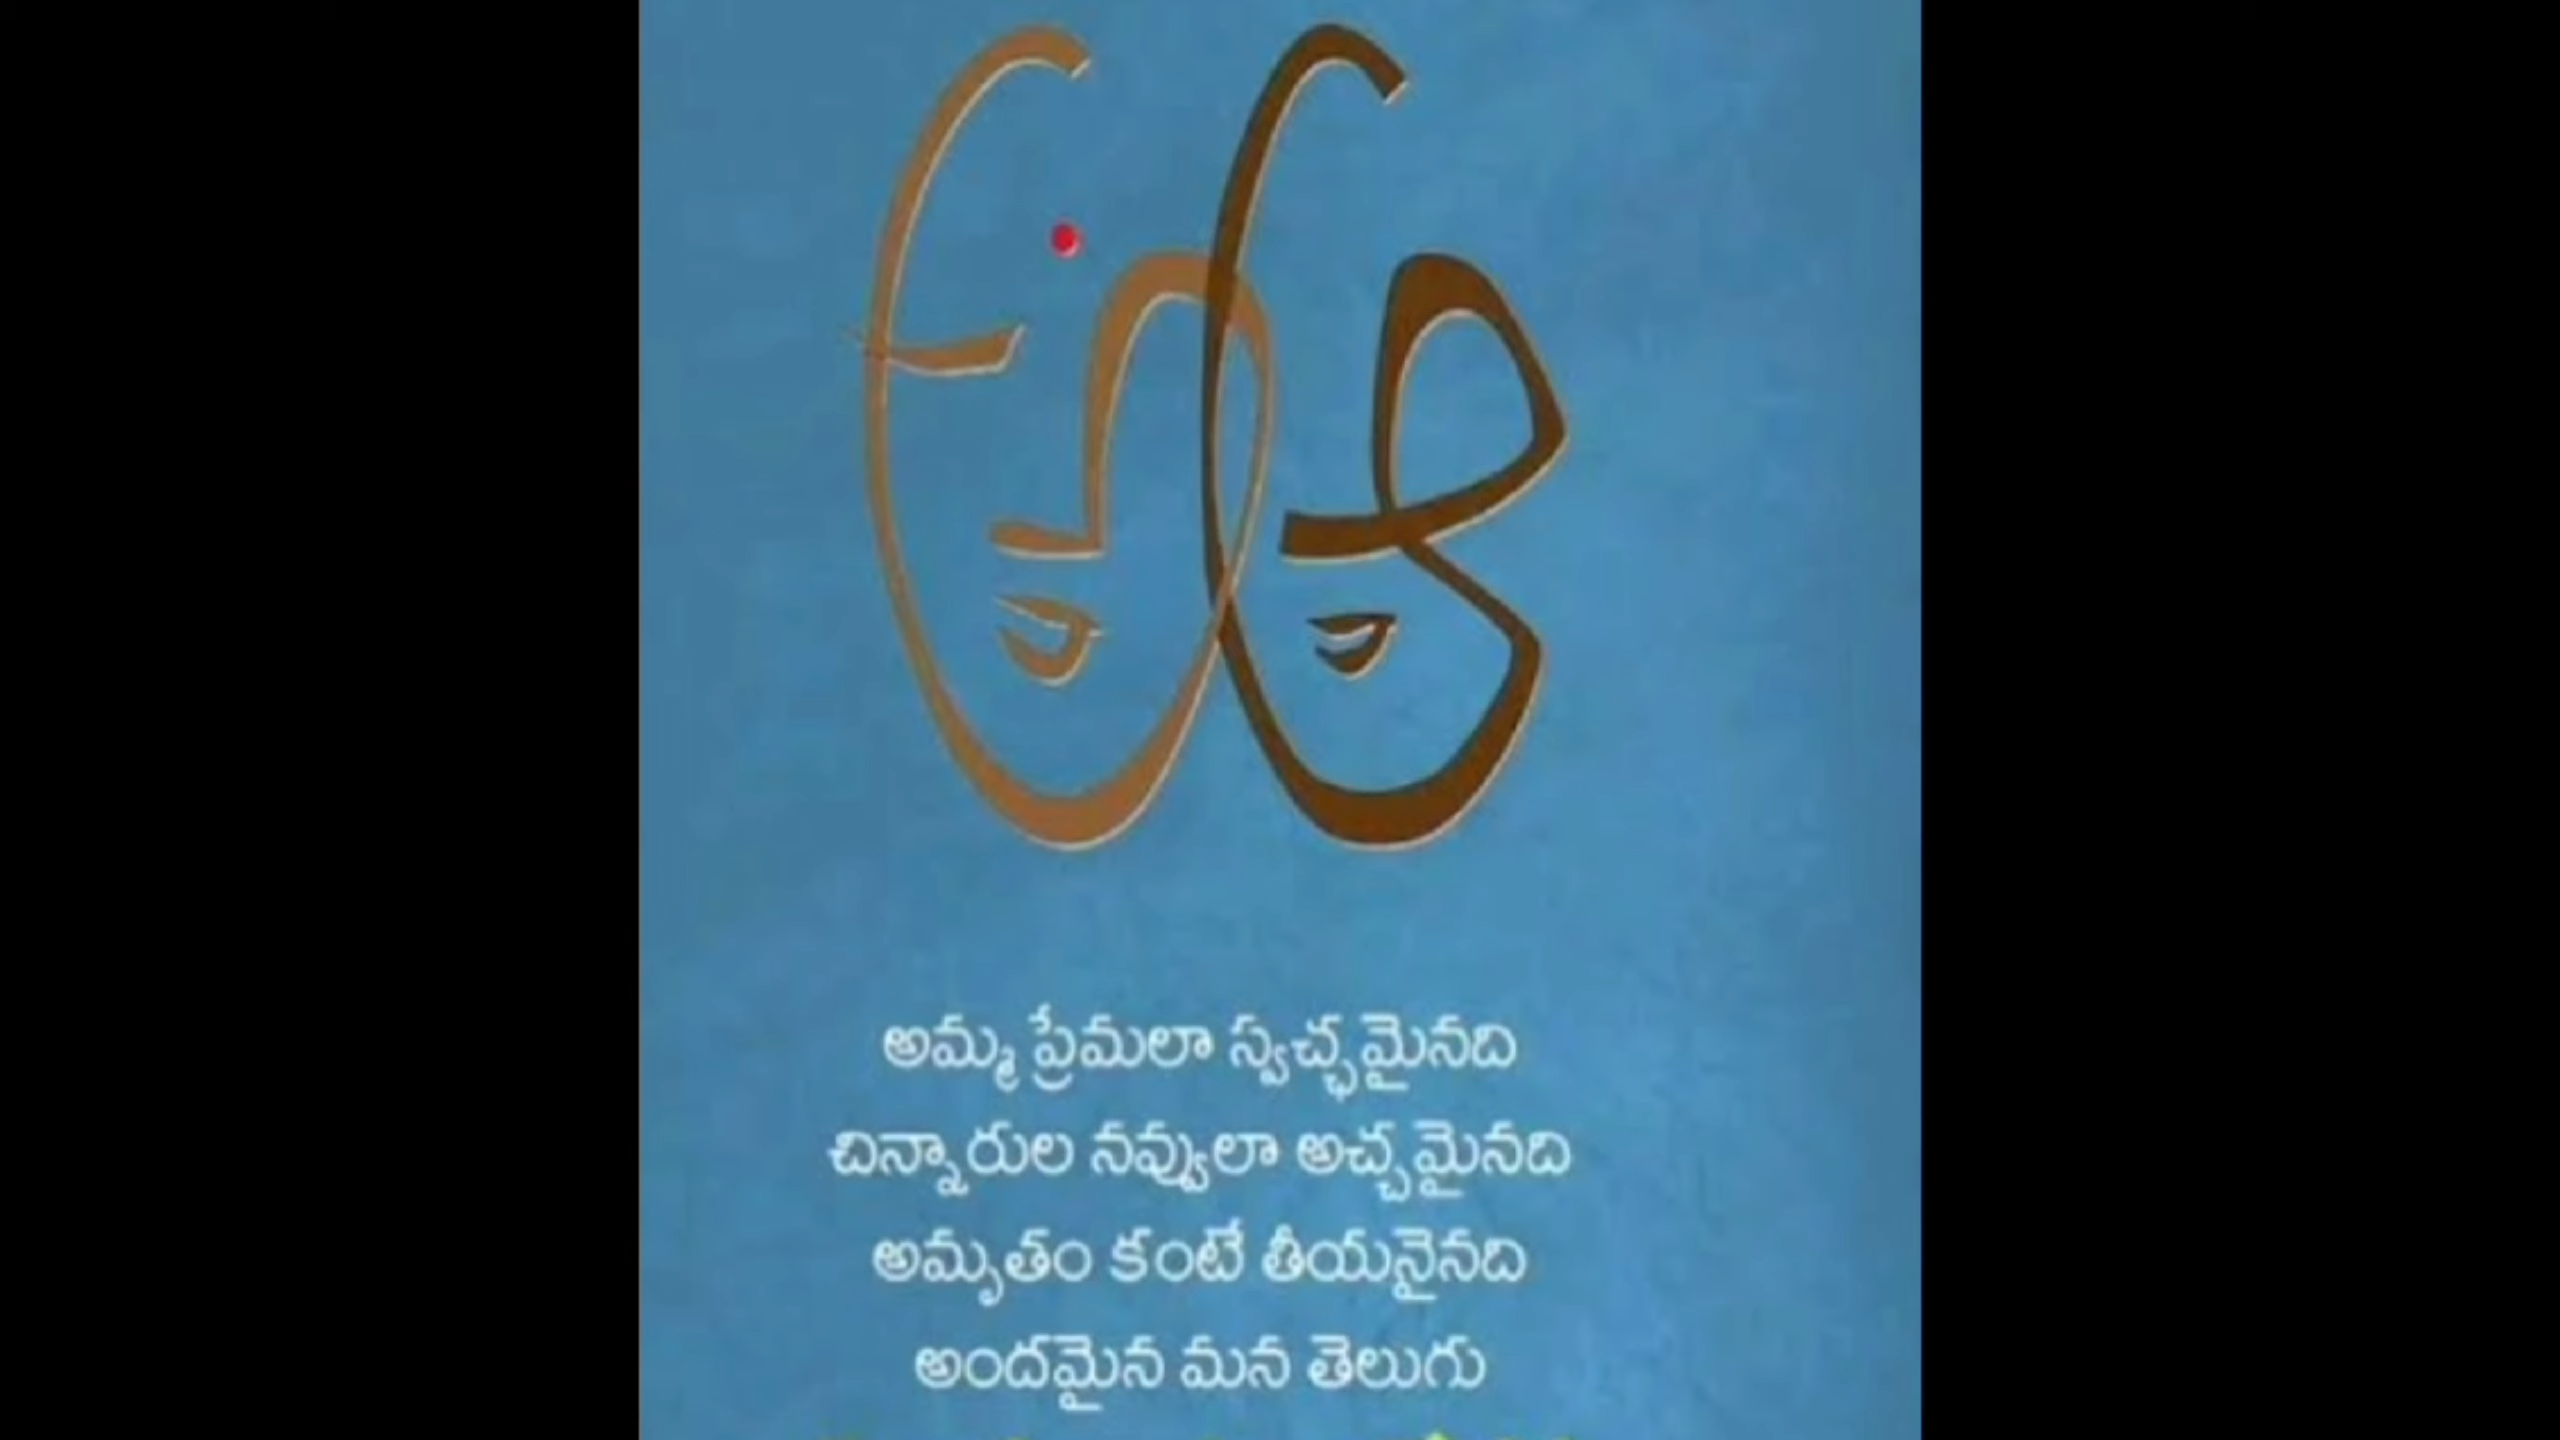 అమ్మ ప్రేమలా స్వచ్ఛమైనది
చిన్నారుల నవ్వులా అచ్చమైనది
అమృతం కంటే తీయనైనది
అందమైన మన తెలుగు